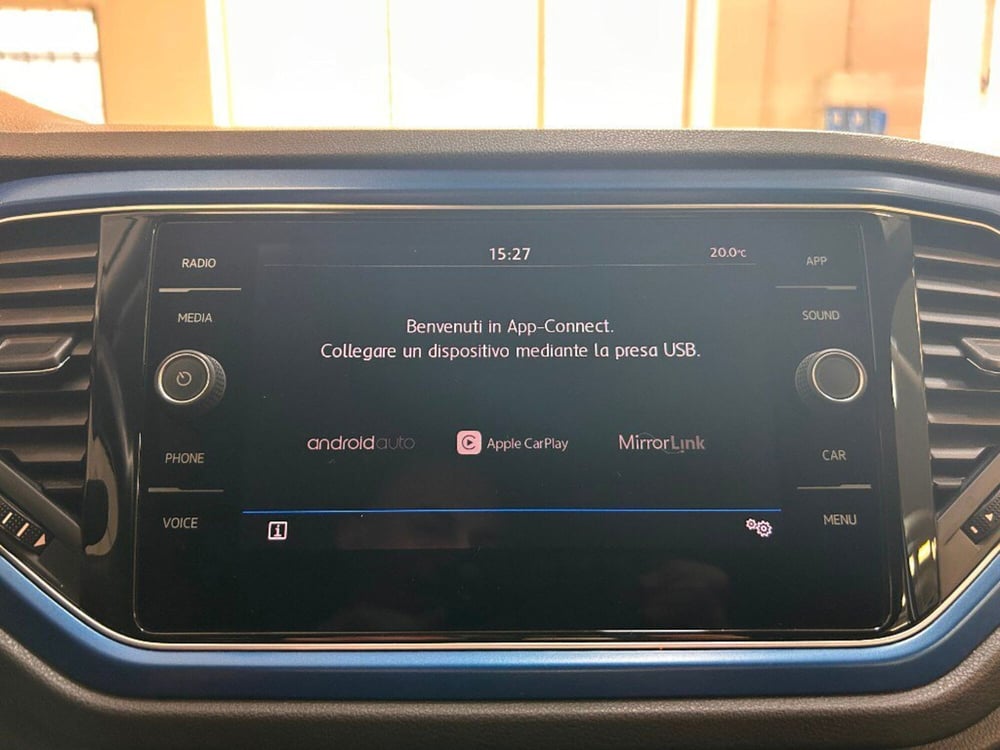 15:27
20.0°C
RADIO
MEDIA
PHONE
VOICE
Benvenuti in App-Connect.
Collegare un dispositivo mediante la presa USB.
androidauto
Apple CarPlay
MirrorLink
i
APP
SOUND
CAR
MENU